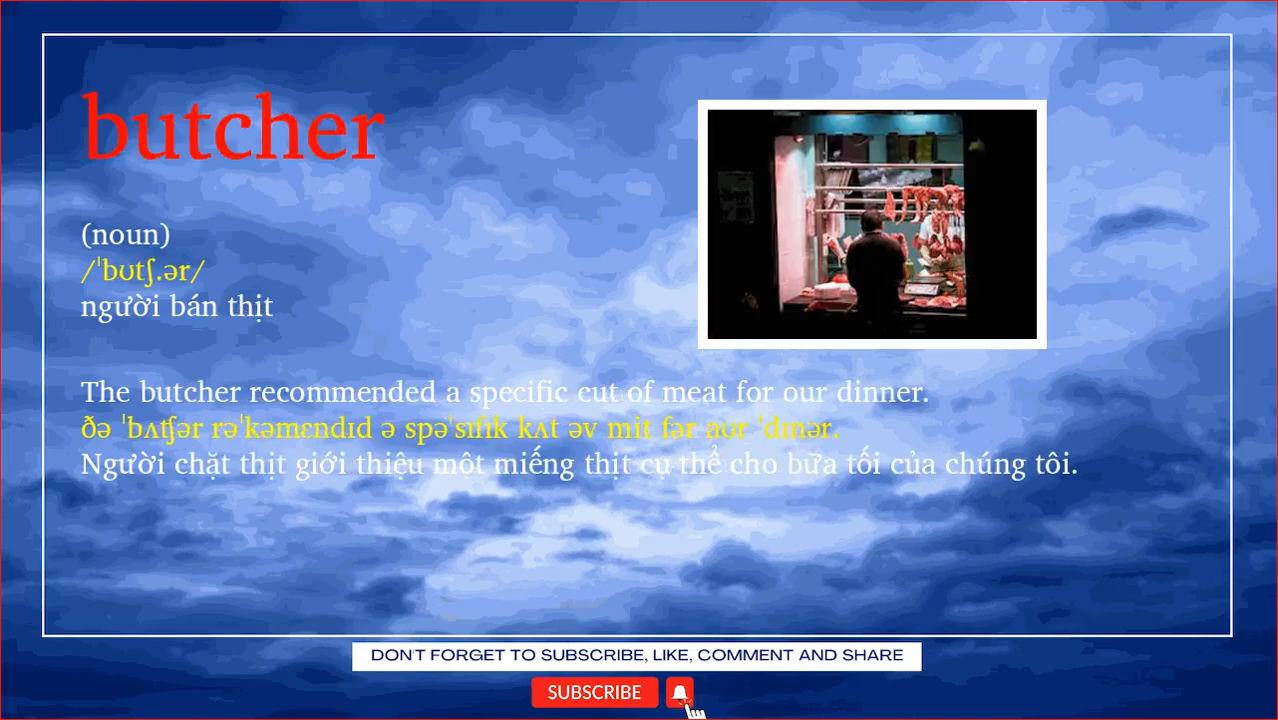 butcher
(noun)
/ˈbʊtʃ.ər/
người bán thịt
The butcher recommended a specific cut of meat for our dinner.
ðə ˈbʌʧər rəˈkəmɛndɪd ə spəˈsɪfɪk kʌt əv mit fər aʊr ˈdɪnər.
Người chặt thịt giới thiệu một miếng thịt cụ thể cho bữa tối của chúng tôi.
DON'T FORGET TO SUBSCRIBE, LIKE, COMMENT AND SHARE
SUBSCRIBE